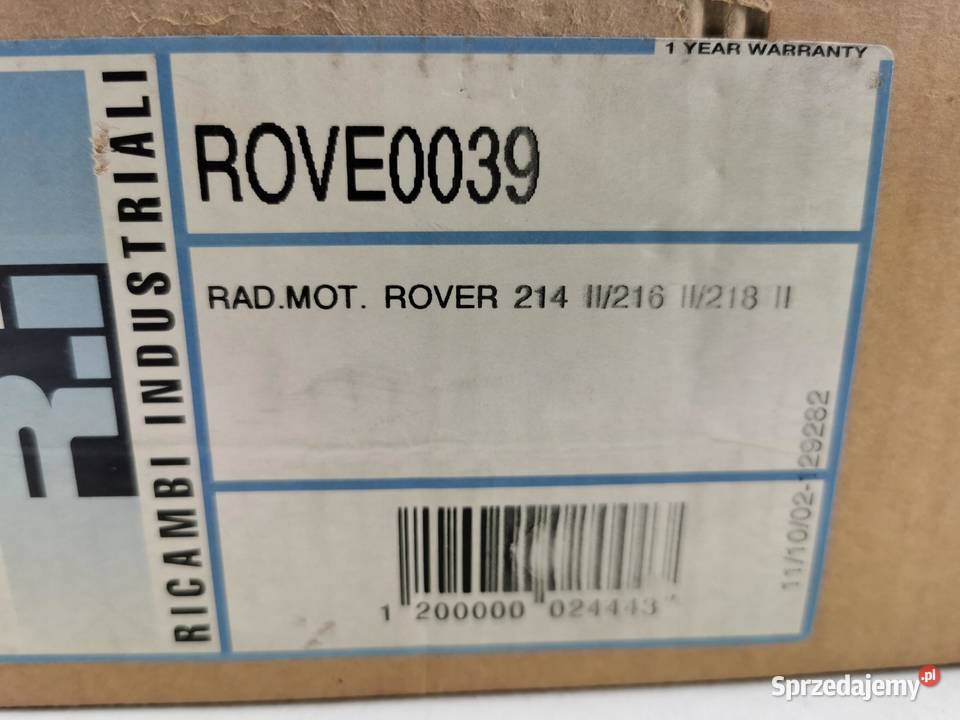 1 YEAR WARRANTY
ROVE0039
RAD.MOT. ROVER 214 II/216 II/218 II
11/10/02-129282
1 200000 024443
R.I
RICAMBI INDUSTRIALI
Sprzedajemy.pl